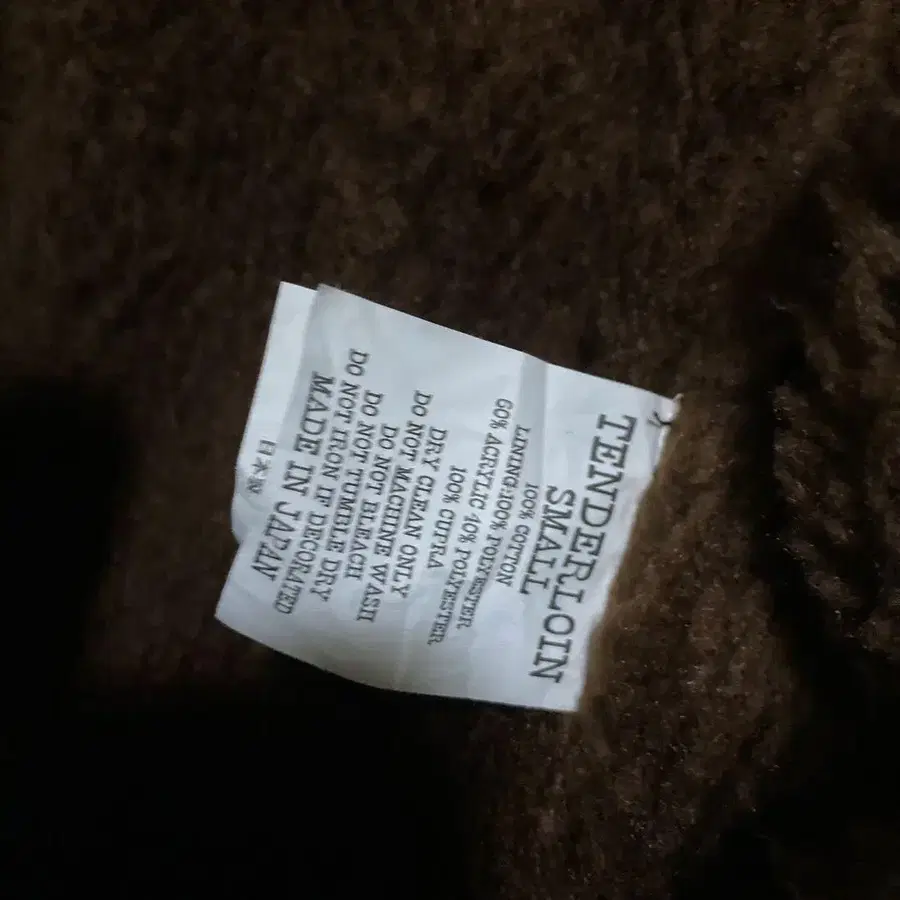 TENDERLOIN
SMALL
100% COTTON
LINING:100% POLYESTER
60% ACRYLIC 40% POLYESTER
100% CUPRA
DRY CLEAN ONLY
DO NOT MACHINE WASH
DO NOT BLEACH
DO NOT TUMBLE DRY
DO NOT IRON IF DECORATED
MADE IN JAPAN
日本製